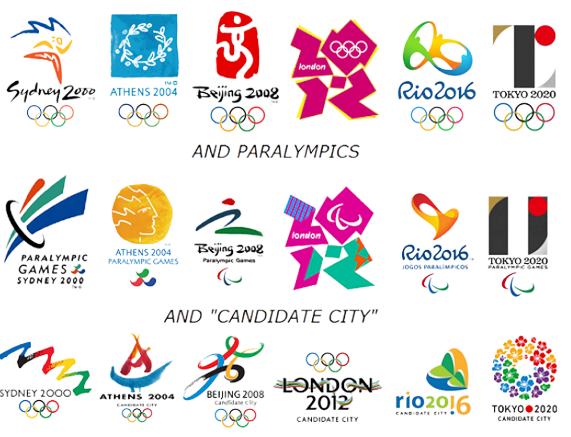 Sydney 2000
ATHENS 2004
Beijing 2008
london
Rio2016
TOKYO 2020
AND PARALYMPICS
PARALYMPIC
GAMES
SYDNEY 2000
ATHENS 2004
PARALYMPIC GAMES
Beijing 2008
Paralympic Games
london
Rio2016
JOGOS PARALÍMPICOS
TOKYO 2020
PARALYMPIC GAMES
AND "CANDIDATE CITY"
SYDNEY 2000
ATHENS 2004
CANDIDATE CITY
BEIJING 2008
Candidate City
LONDON
2012
CANDIDATE CITY
rio2016
CANDIDATE CITY
TOKYO 2020
CANDIDATE CITY